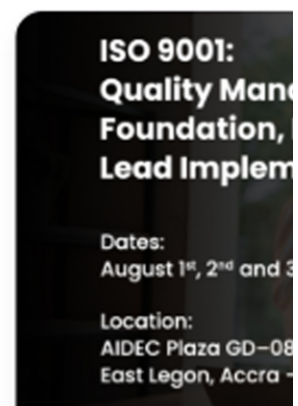 ISO 9001:
Quality Mana
Foundation,
Lead Implem
Dates:
August 1st, 2nd and 3
Location:
AIDEC Plaza GD–08
East Legon, Accra –